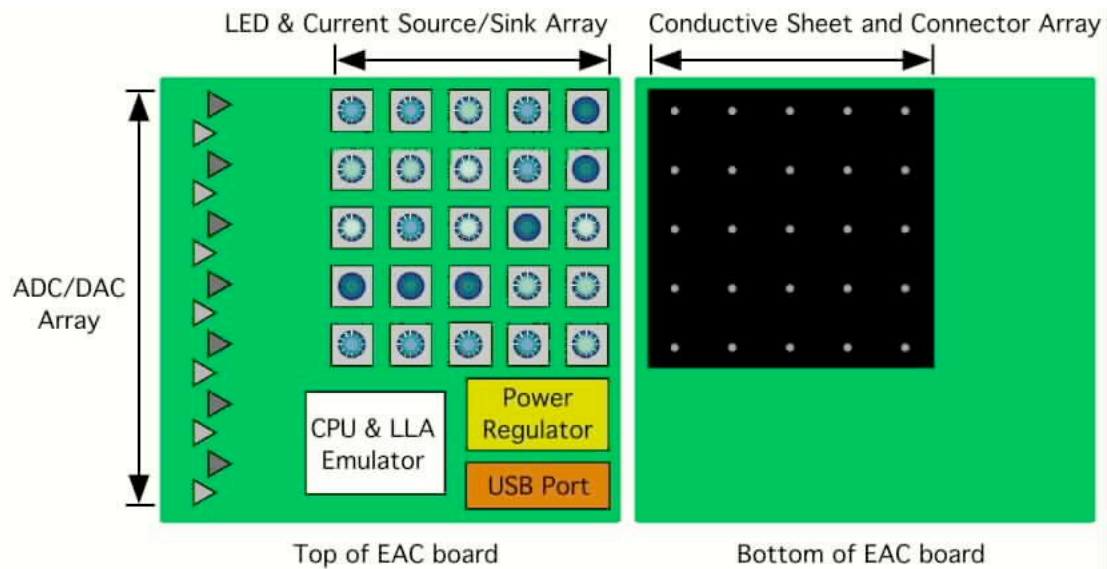 LED & Current Source/Sink Array
Conductive Sheet and Connector Array
ADC/DAC
Array
CPU & LLA
Emulator
Power
Regulator
USB Port
Top of EAC board
Bottom of EAC board